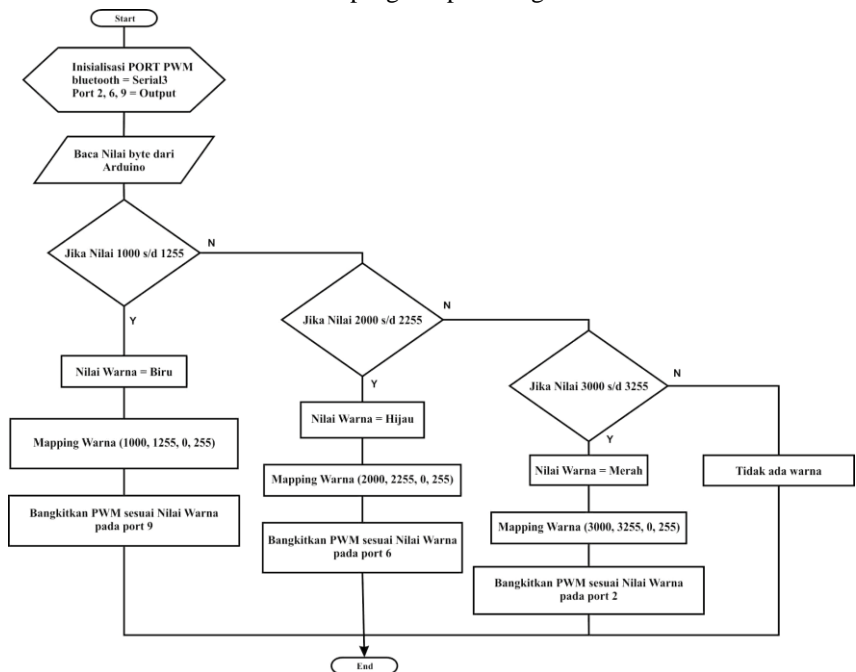 Start
Inisialisasi PORT PWM
bluetooth = Serial3
Port 2, 6, 9 = Output
Baca Nilai byte dari
Arduino
Jika Nilai 1000 s/d 1255
N
Y
Nilai Warna = Biru
Mapping Warna (1000, 1255, 0, 255)
Bangkitkan PWM sesuai Nilai Warna
pada port 9
Jika Nilai 2000 s/d 2255
N
Y
Nilai Warna = Hijau
Mapping Warna (2000, 2255, 0, 255)
Bangkitkan PWM sesuai Nilai Warna
pada port 6
Jika Nilai 3000 s/d 3255
N
Y
Nilai Warna = Merah
Mapping Warna (3000, 3255, 0, 255)
Bangkitkan PWM sesuai Nilai Warna
pada port 2
Tidak ada warna
End